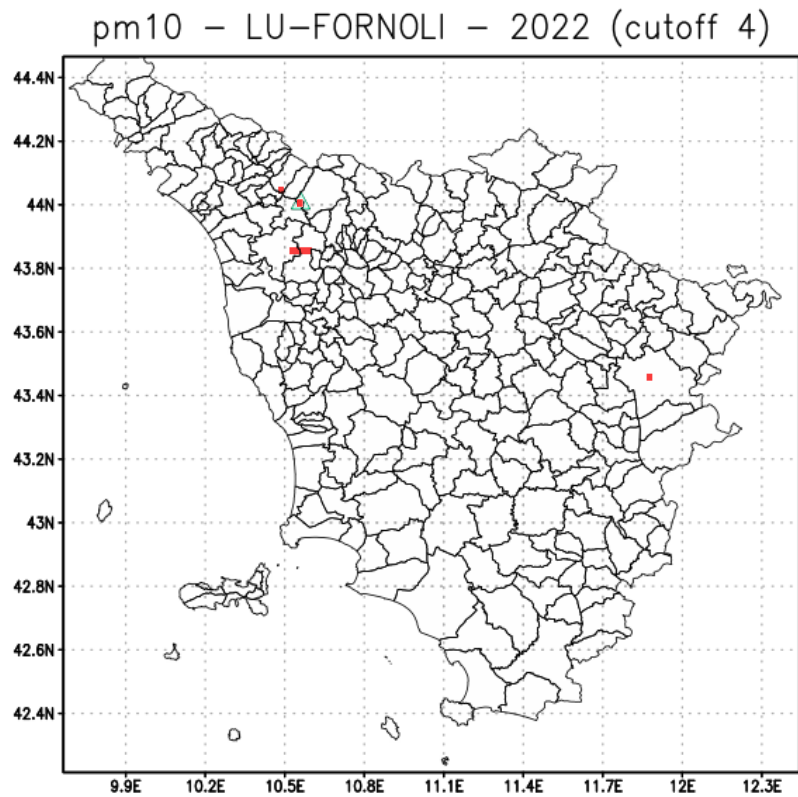 pm10 – LU–FORNOLI – 2022 (cutoff 4)
44.4N
44.2N
44N
43.8N
43.6N
43.4N
43.2N
43N
42.8N
42.6N
42.4N
9.9E 10.2E 10.5E 10.8E 11.1E 11.4E 11.7E 12E 12.3E